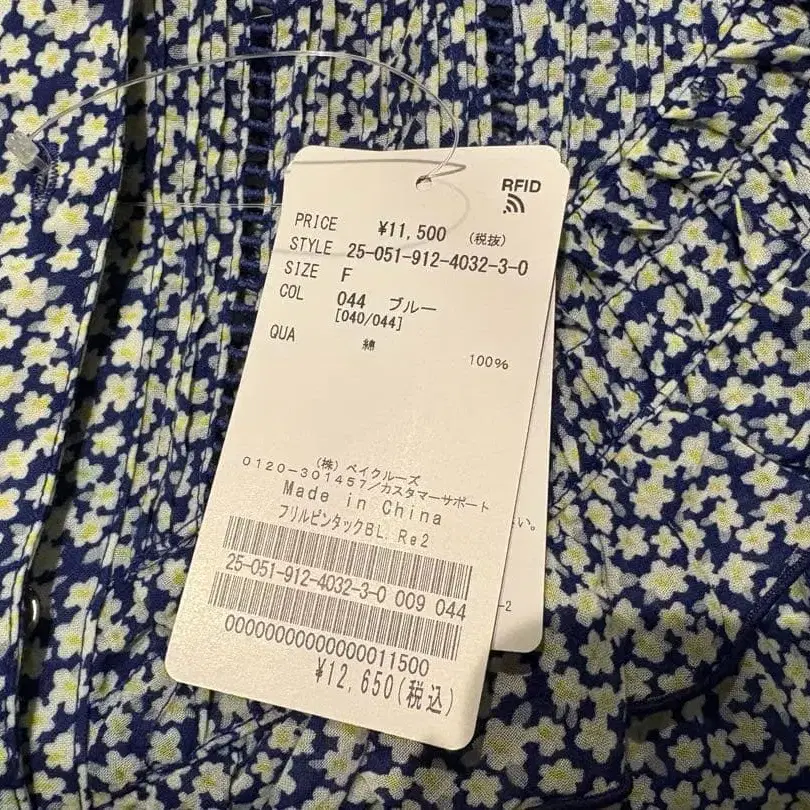 RFID
PRICE ¥11,500 (税抜)
STYLE 25-051-912-4032-3-0
SIZE F
COL 044 ブルー
[040/044]
QUA 綿 100%
(株) ベイクルーズ
0120-301457/カスタマーサポート
Made in China
フリルピンタックBL Re2
25-051-912-4032-3-0 009 044
0000000000000011500
¥12,650(税込)
い。
-2